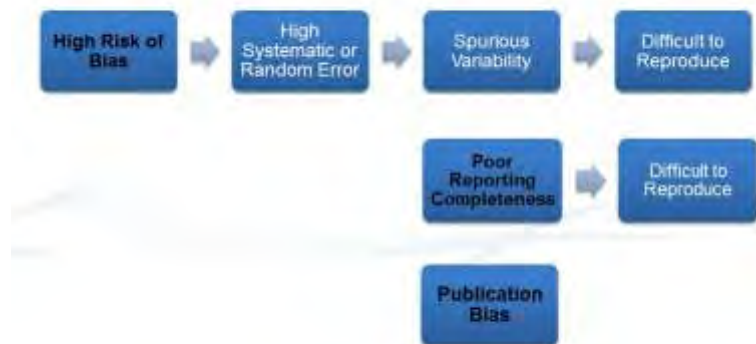 High Risk of
Bias
High
Systematic or
Random Error
Spurious
Variability
Difficult to
Reproduce
Poor
Reporting
Completeness
Difficult to
Reproduce
Publication
Bias